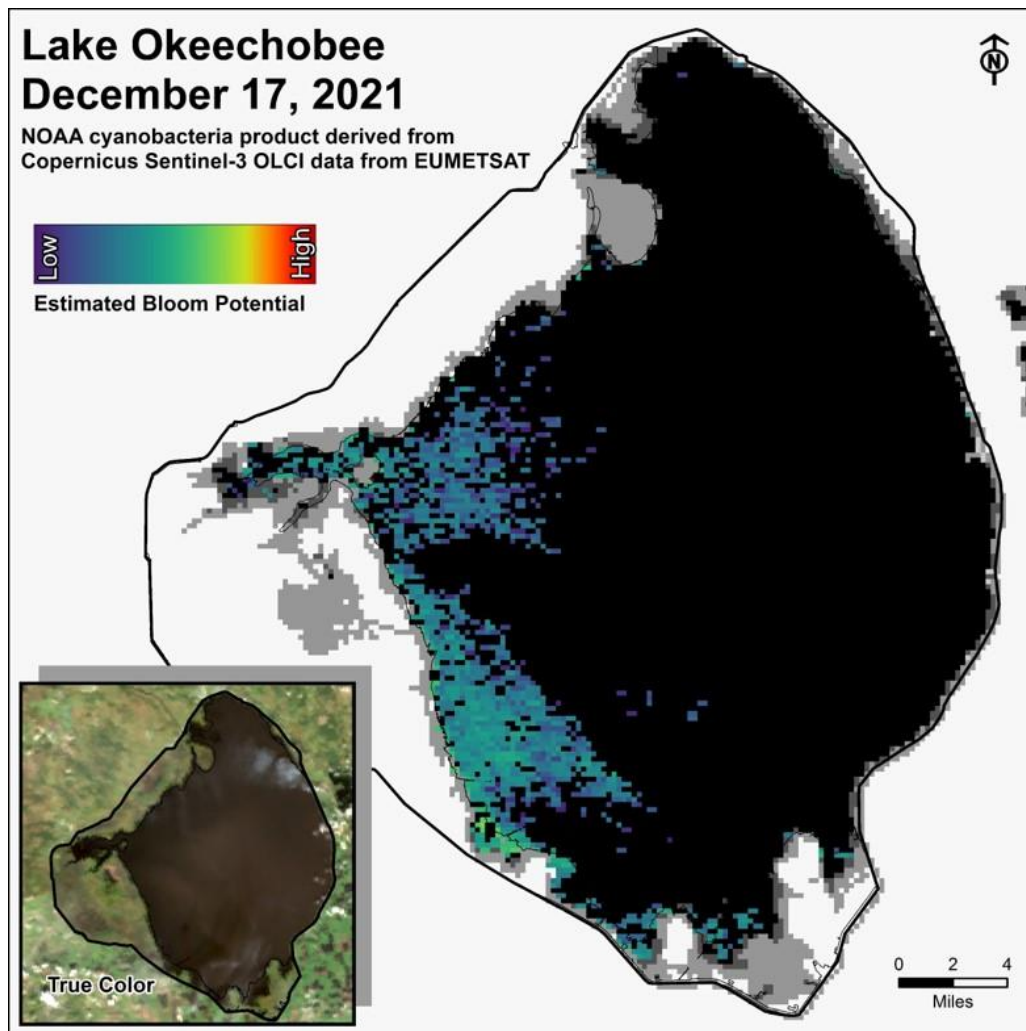 Lake Okeechobee
December 17, 2021
NOAA cyanobacteria product derived from
Copernicus Sentinel-3 OLCI data from EUMETSAT
N
Low
High
Estimated Bloom Potential
True Color
0 2 4
Miles